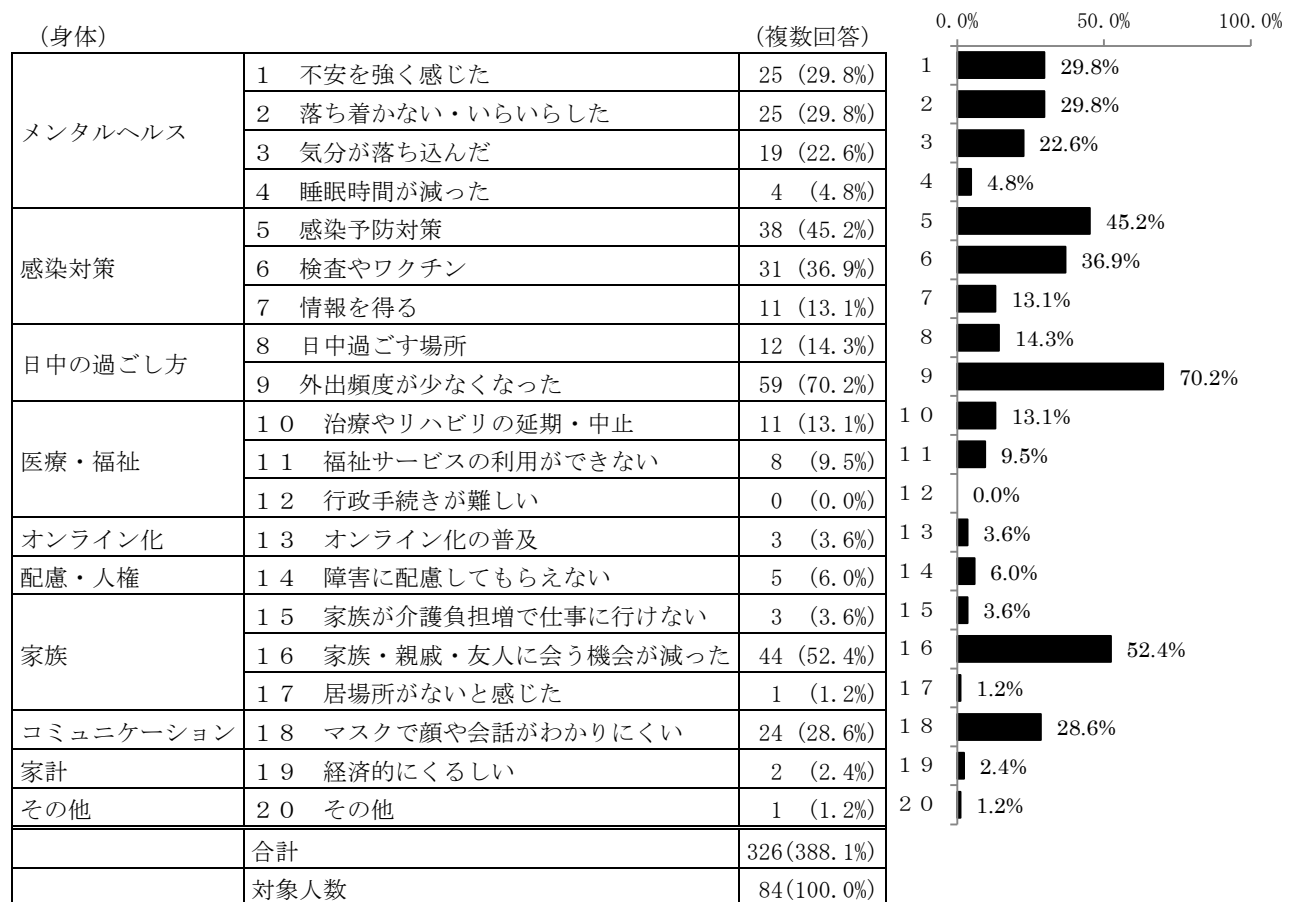 （身体）　（複数回答）
メンタルヘルス
1　不安を強く感じた　25 (29.8%)
2　落ち着かない・いらいらした　25 (29.8%)
3　気分が落ち込んだ　19 (22.6%)
4　睡眠時間が減った　4 (4.8%)
感染対策
5　感染予防対策　38 (45.2%)
6　検査やワクチン　31 (36.9%)
7　情報を得る　11 (13.1%)
日中の過ごし方
8　日中過ごす場所　12 (14.3%)
9　外出頻度が少なくなった　59 (70.2%)
医療・福祉
１０　治療やリハビリの延期・中止　11 (13.1%)
１１　福祉サービスの利用ができない　8 (9.5%)
１２　行政手続きが難しい　0 (0.0%)
オンライン化　１３　オンライン化の普及　3 (3.6%)
配慮・人権　１４　障害に配慮してもらえない　5 (6.0%)
家族
１５　家族が介護負担増で仕事に行けない　3 (3.6%)
１６　家族・親戚・友人に会う機会が減った　44 (52.4%)
１７　居場所がないと感じた　1 (1.2%)
コミュニケーション　１８　マスクで顔や会話がわかりにくい　24 (28.6%)
家計　１９　経済的にくるしい　2 (2.4%)
その他　２０　その他　1 (1.2%)
合計　326(388.1%)
対象人数　84(100.0%)
0.0%　50.0%　100.0%
1　29.8%
2　29.8%
3　22.6%
4　4.8%
5　45.2%
6　36.9%
7　13.1%
8　14.3%
9　70.2%
１０　13.1%
１１　9.5%
１２　0.0%
１３　3.6%
１４　6.0%
１５　3.6%
１６　52.4%
１７　1.2%
１８　28.6%
１９　2.4%
２０　1.2%